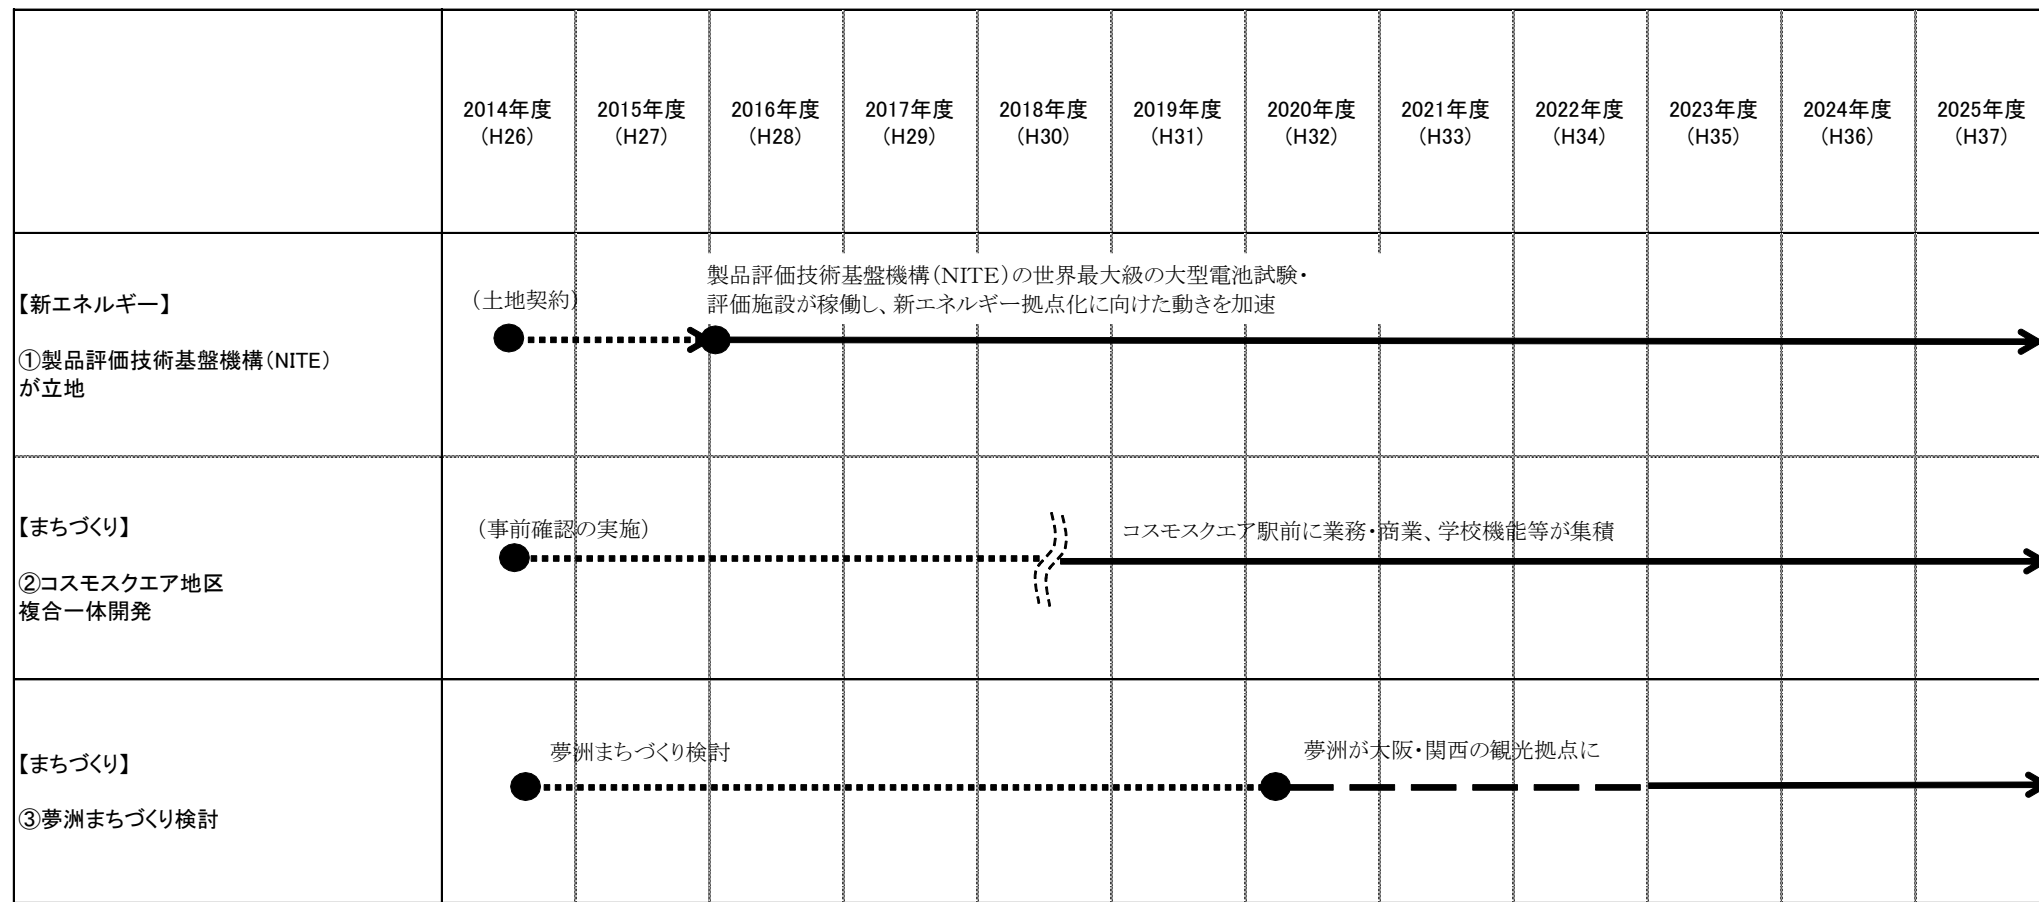 2014年度
(H26)
2015年度
(H27)
2016年度
(H28)
2017年度
(H29)
2018年度
(H30)
2019年度
(H31)
2020年度
(H32)
2021年度
(H33)
2022年度
(H34)
2023年度
(H35)
2024年度
(H36)
2025年度
(H37)
【新エネルギー】
①製品評価技術基盤機構(NITE)
が立地
(土地契約)
製品評価技術基盤機構(NITE)の世界最大級の大型電池試験・
評価施設が稼働し、新エネルギー拠点化に向けた動きを加速
【まちづくり】
②コスモスクエア地区
複合一体開発
(事前確認の実施)
コスモスクエア駅前に業務・商業、学校機能等が集積
【まちづくり】
③夢洲まちづくり検討
夢洲まちづくり検討
夢洲が大阪・関西の観光拠点に